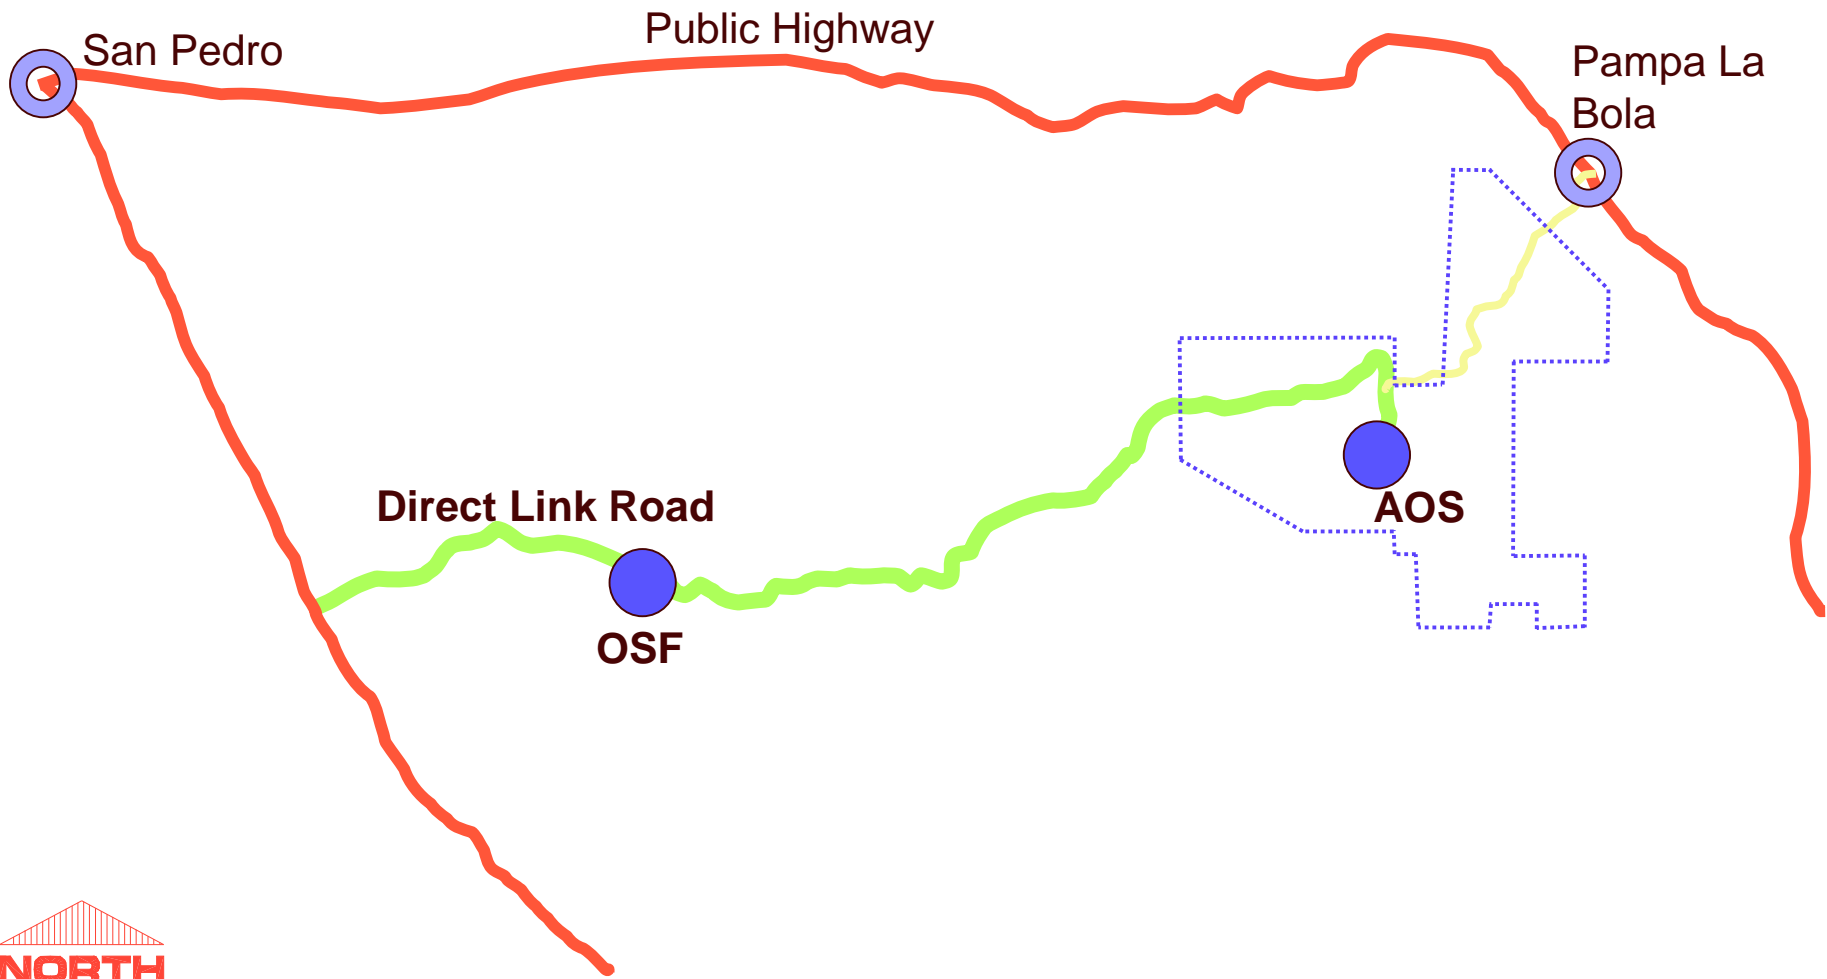 Public Highway
San Pedro
Pampa La
Bola
Direct Link Road
AOS
OSF
NORTH